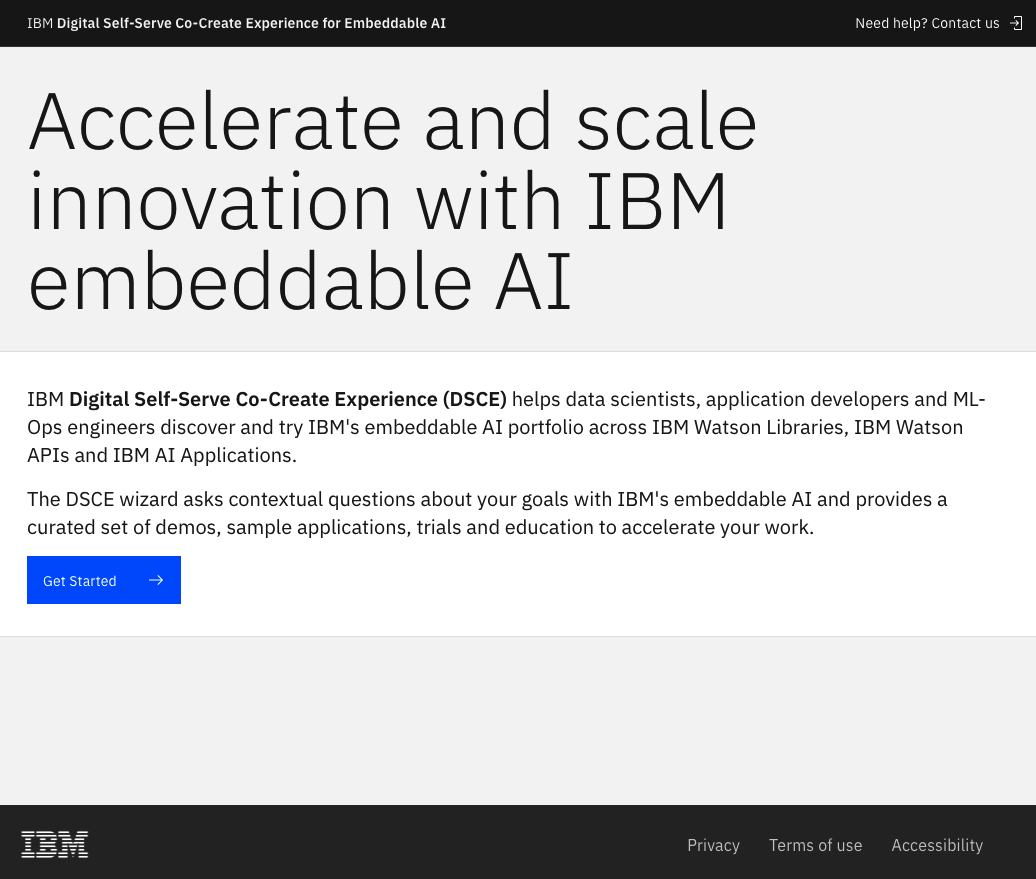 IBM Digital Self-Serve Co-Create Experience for Embeddable AI
Need help? Contact us
Accelerate and scale
innovation with IBM
embeddable AI
IBM Digital Self-Serve Co-Create Experience (DSCE) helps data scientists, application developers and ML-
Ops engineers discover and try IBM's embeddable AI portfolio across IBM Watson Libraries, IBM Watson
APIs and IBM AI Applications.
The DSCE wizard asks contextual questions about your goals with IBM's embeddable AI and provides a
curated set of demos, sample applications, trials and education to accelerate your work.
Get Started
IBM
Privacy
Terms of use
Accessibility